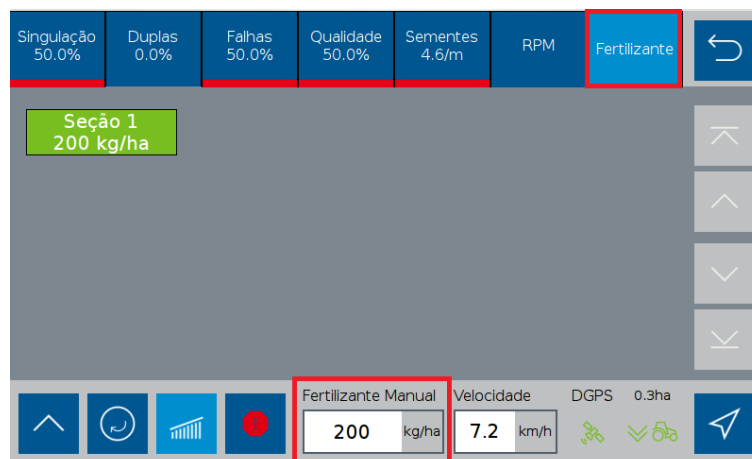 Singulação
50.0%
Duplas
0.0%
Falhas
50.0%
Qualidade
50.0%
Sementes
4.6/m
RPM
Fertilizante
Seção 1
200 kg/ha
Fertilizante Manual
200 kg/ha
Velocidade
7.2 km/h
DGPS
0.3ha